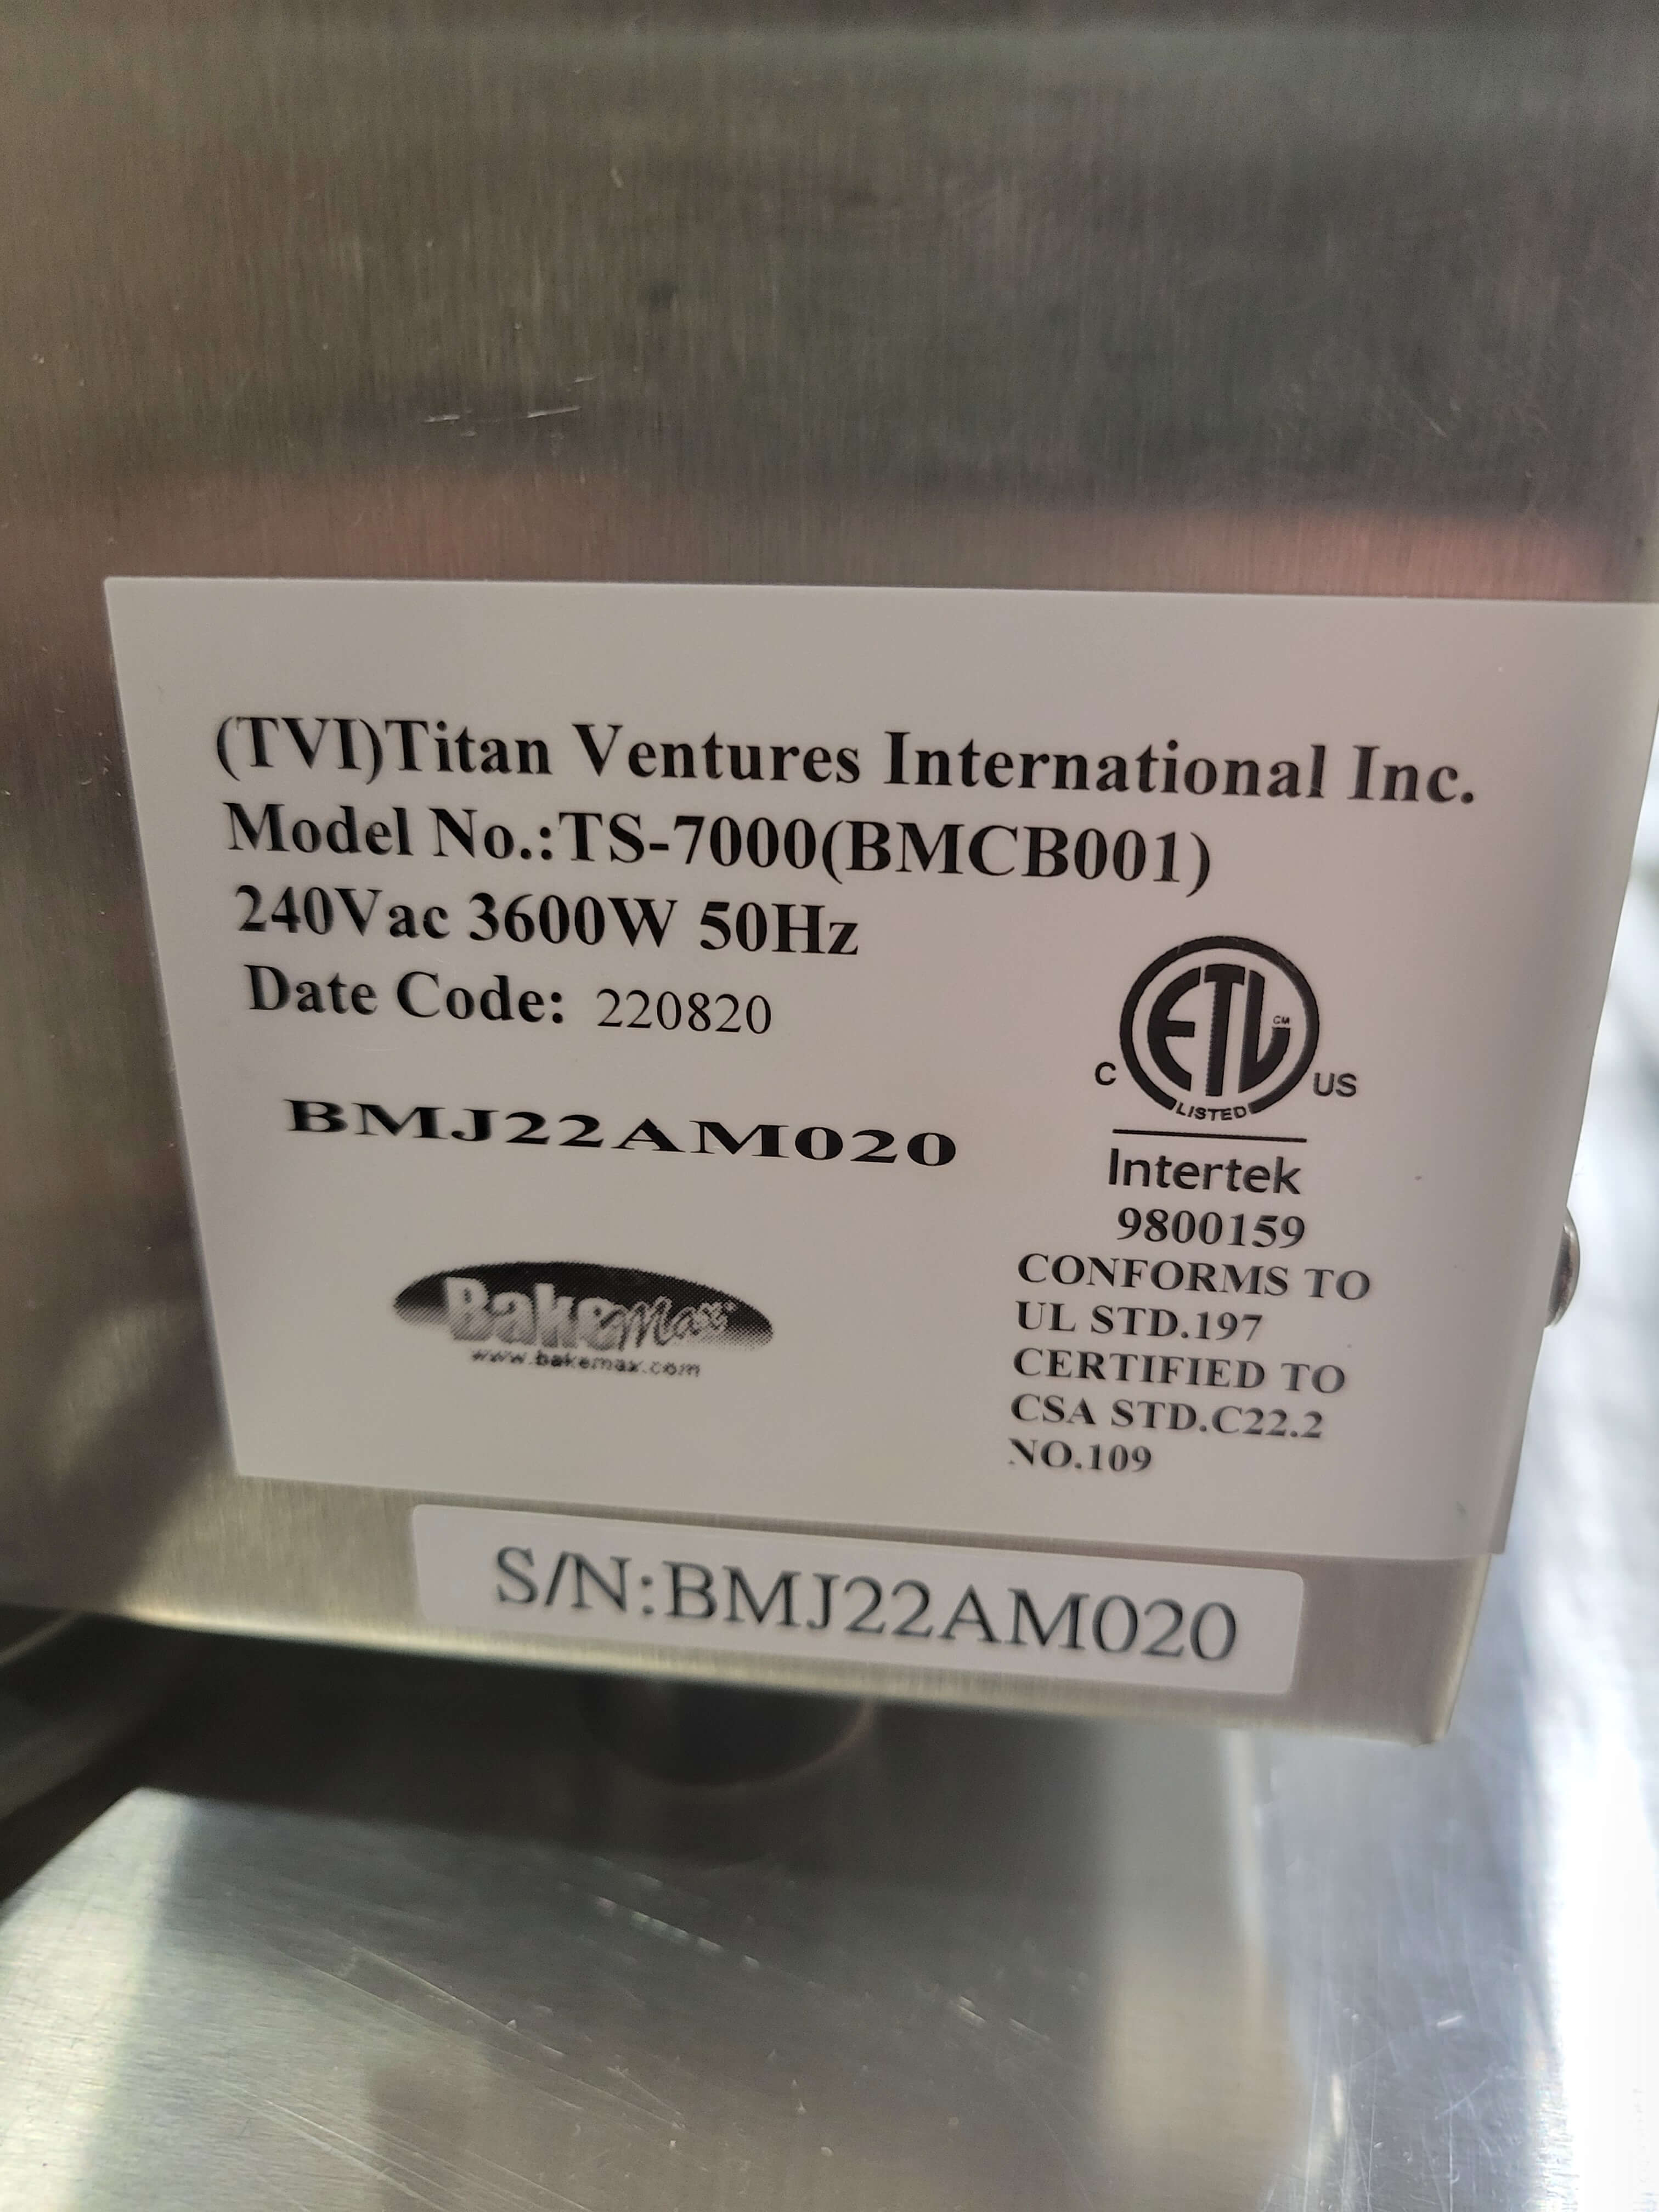 (TVI)Titan Ventures International Inc.
Model No.:TS-7000(BMCB001)
240Vac 3600W 50Hz
Date Code: 220820
BMJ22AM020
ETL CM
C US
LISTED
Intertek
9800159
CONFORMS TO
UL STD.197
CERTIFIED TO
CSA STD.C22.2
NO.109
BakeMax
www.bakemax.com
S/N:BMJ22AM020